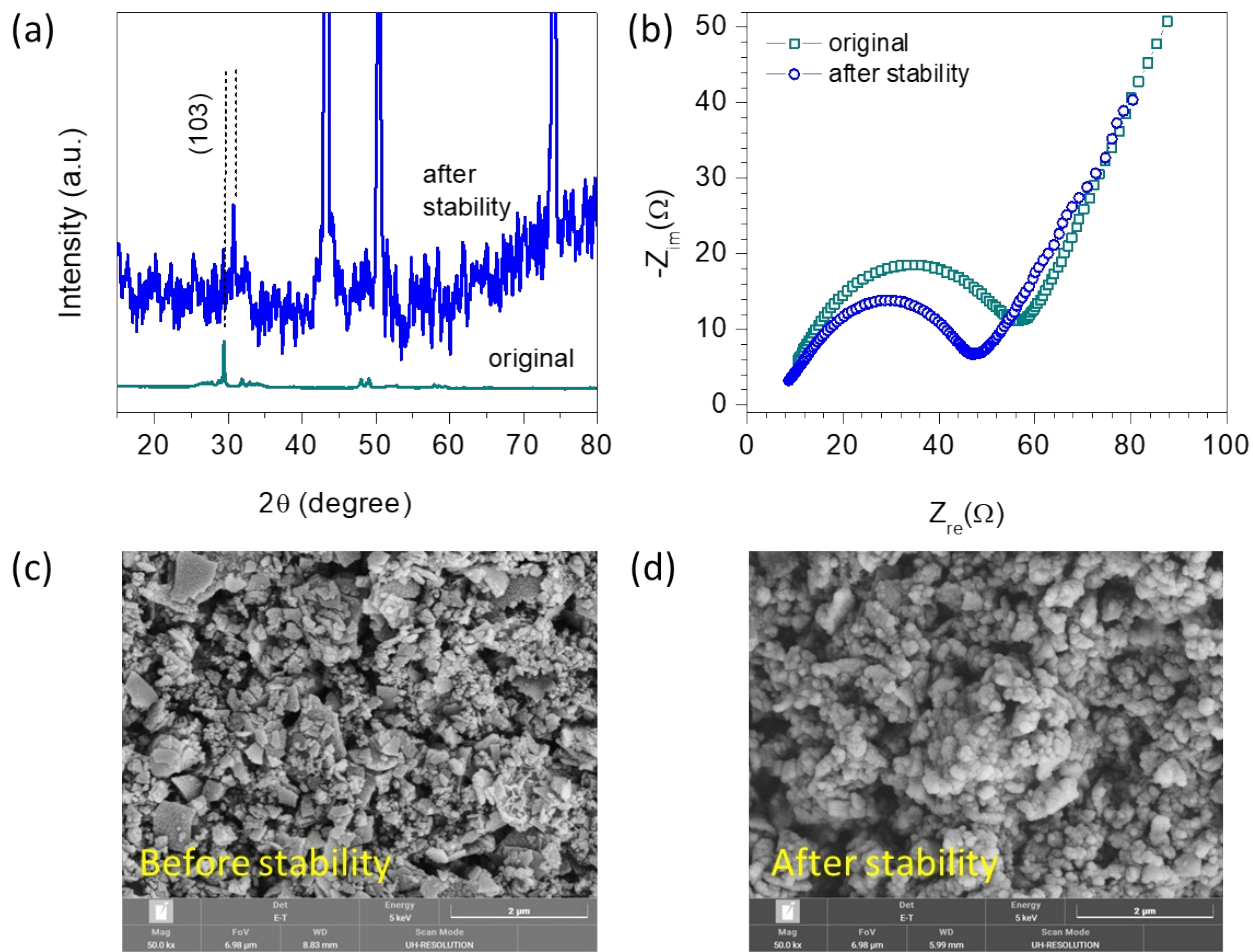 (a)
Intensity (a.u.)
(103)
after
stability
original
20 30 40 50 60 70 80
2θ (degree)
(b)
original
after stability
-Z_im(Ω)
50
40
30
20
10
0
0 20 40 60 80 100
Z_re(Ω)
(c)
Before stability
Det Energy
E-T 5 keV 2 µm
Mag FoV WD Scan Mode
50.0 kx 6.98 µm 8.83 mm UH-RESOLUTION
(d)
After stability
Det Energy
E-T 5 keV 2 µm
Mag FoV WD Scan Mode
50.0 kx 6.98 µm 5.99 mm UH-RESOLUTION